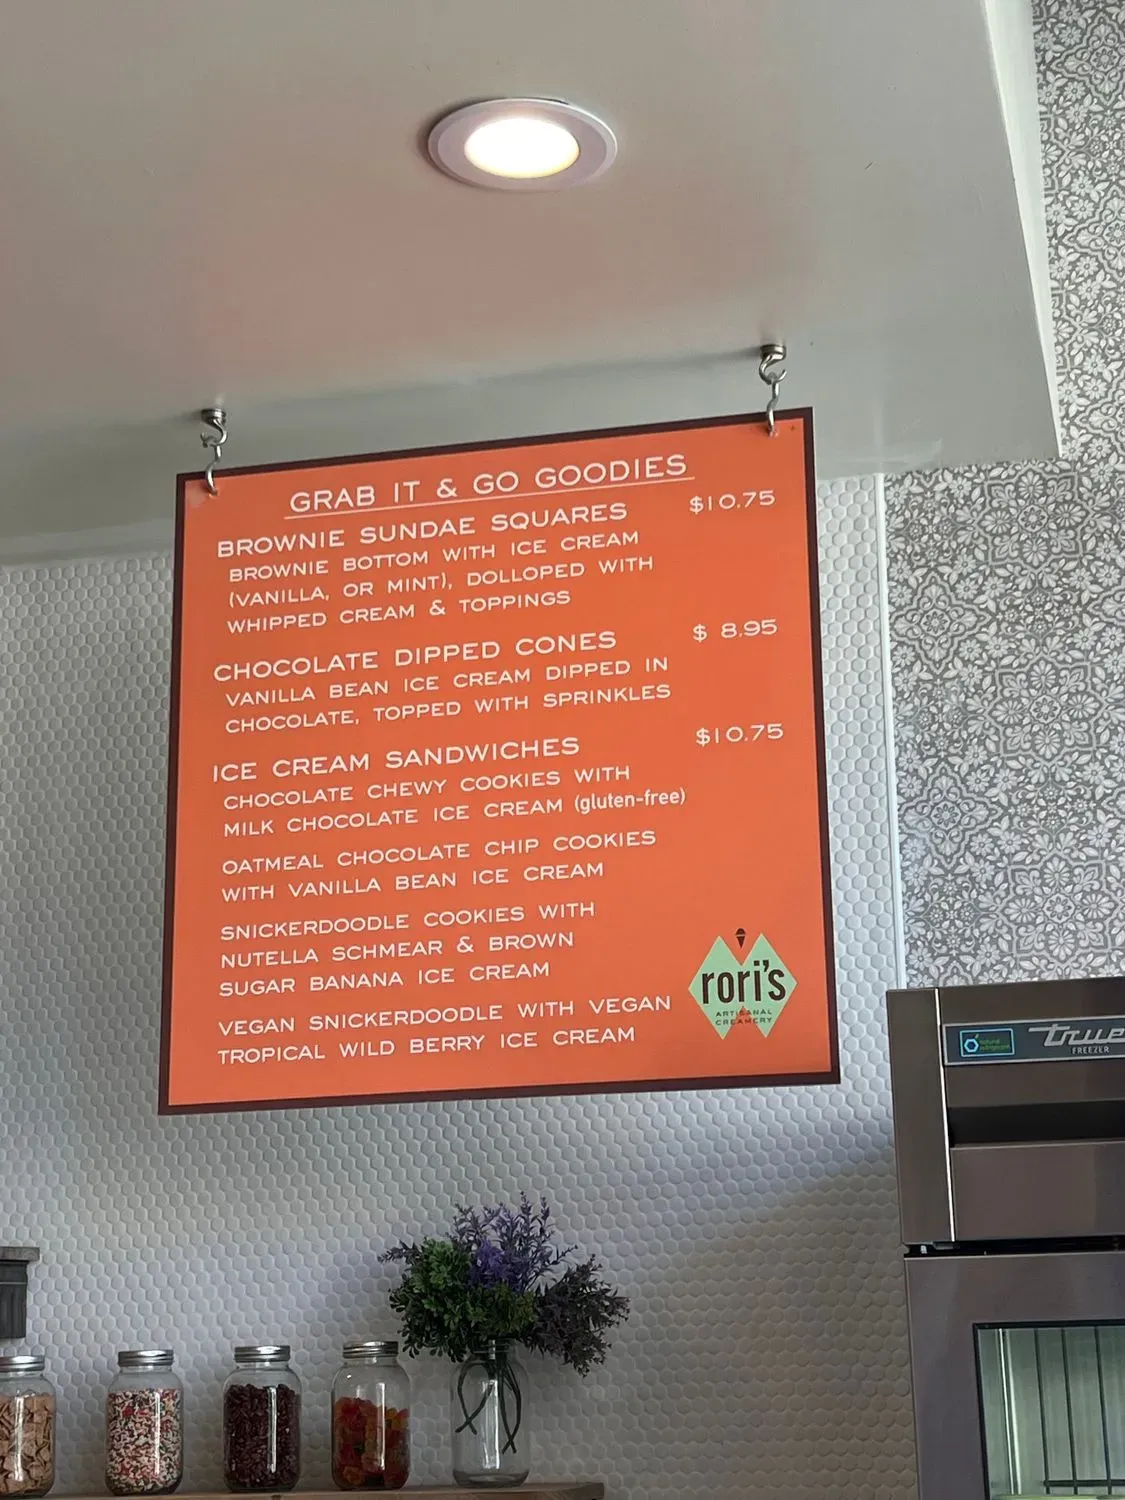 GRAB IT & GO GOODIES
BROWNIE SUNDAE SQUARES $10.75
BROWNIE BOTTOM WITH ICE CREAM
(VANILLA, OR MINT), DOLLOPED WITH
WHIPPED CREAM & TOPPINGS
CHOCOLATE DIPPED CONES $ 8.95
VANILLA BEAN ICE CREAM DIPPED IN
CHOCOLATE, TOPPED WITH SPRINKLES
ICE CREAM SANDWICHES $10.75
CHOCOLATE CHEWY COOKIES WITH
MILK CHOCOLATE ICE CREAM (gluten-free)
OATMEAL CHOCOLATE CHIP COOKIES
WITH VANILLA BEAN ICE CREAM
SNICKERDOODLE COOKIES WITH
NUTELLA SCHMEAR & BROWN
SUGAR BANANA ICE CREAM
VEGAN SNICKERDOODLE WITH VEGAN
TROPICAL WILD BERRY ICE CREAM
rori's
ARTISANAL
CREAMERY
true
FREEZER